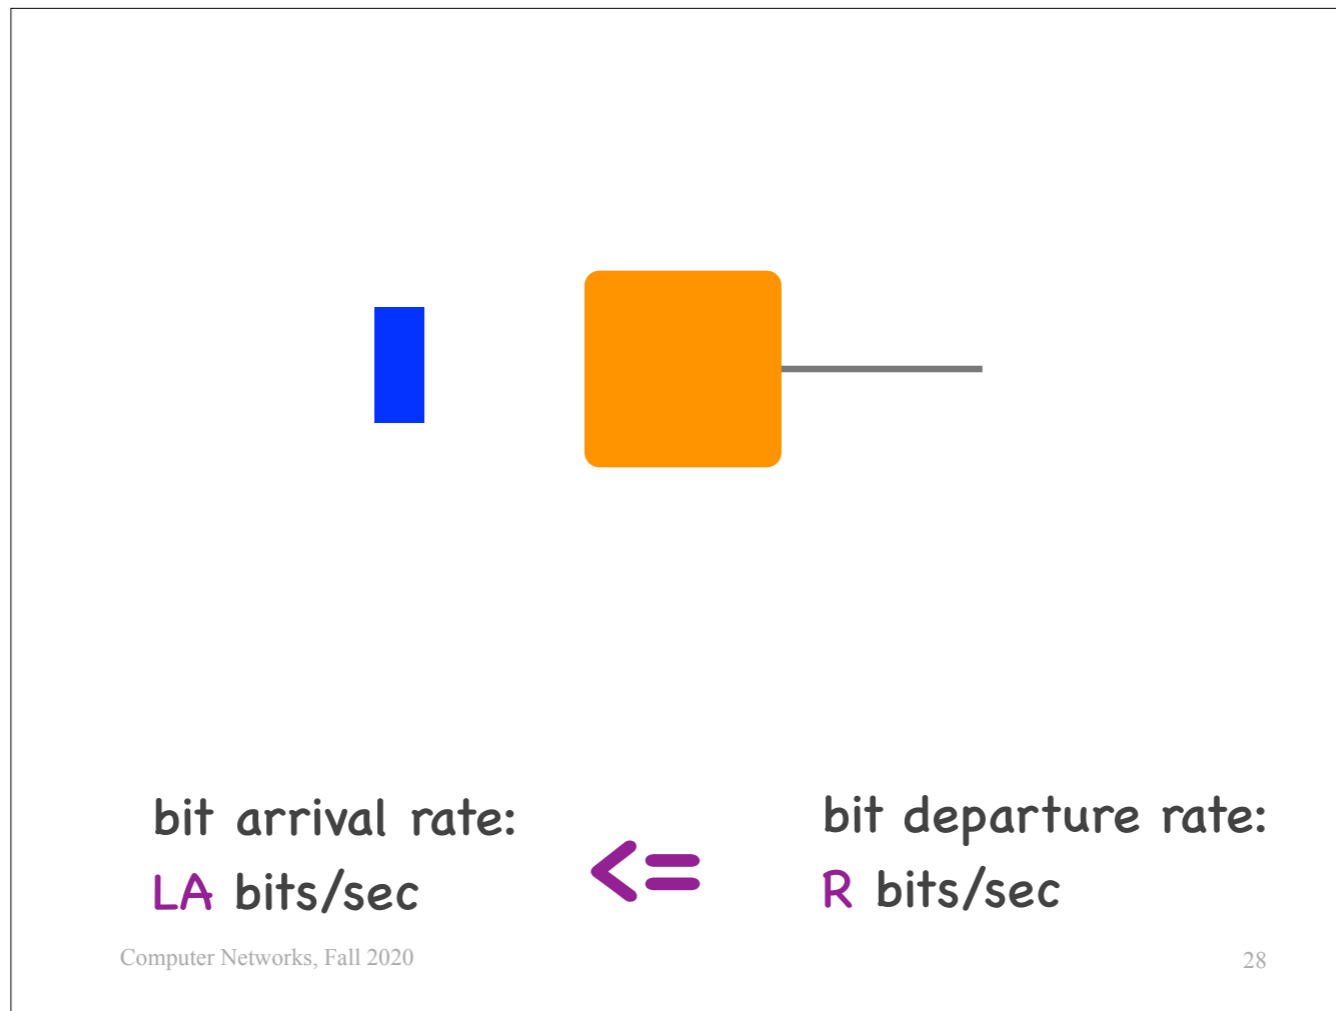 bit arrival rate:
LA bits/sec
<=
bit departure rate:
R bits/sec
Computer Networks, Fall 2020
28